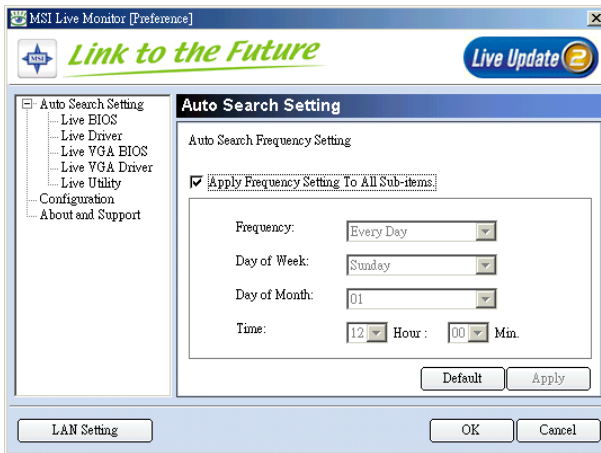 MSI Live Monitor [Preference]
MSI
Link to the Future
Live Update 2
Auto Search Setting
Live BIOS
Live Driver
Live VGA BIOS
Live VGA Driver
Live Utility
Configuration
About and Support
Auto Search Setting
Auto Search Frequency Setting
Apply Frequency Setting To All Sub-items.
Frequency: Every Day
Day of Week: Sunday
Day of Month: 01
Time: 12 Hour : 00 Min.
Default Apply
LAN Setting OK Cancel